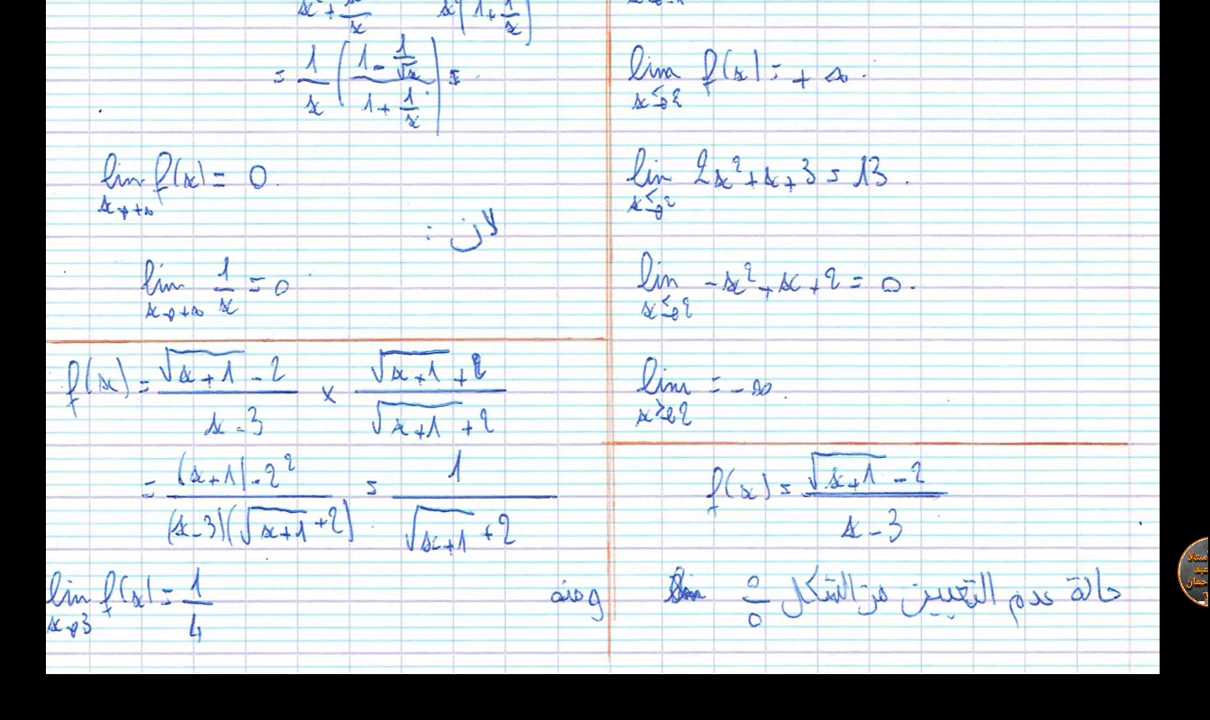 = 1/x ( (1 - 1/√x) / (1 + 1/x) ) =
lim f(x) = 0
x→+∞
لان :
lim 1/x = 0
x→+∞
lim f(x) = +∞.
x<→2
lim 2x² + x + 3 = 13.
x<→2
lim -x² + x + 2 = 0.
x<→2
lim = -∞.
x>→2
f(x) = (√(x+1) - 2) / (x - 3)
حالة عدم التعيين من الشكل 0/0
f(x) = (√(x+1) - 2) / (x - 3) × (√(x+1) + 2) / (√(x+1) + 2)
= ((x+1) - 2²) / ((x-3)(√(x+1) + 2)) = 1 / (√(x+1) + 2)
ومنه lim f(x) = 1/4
x→3